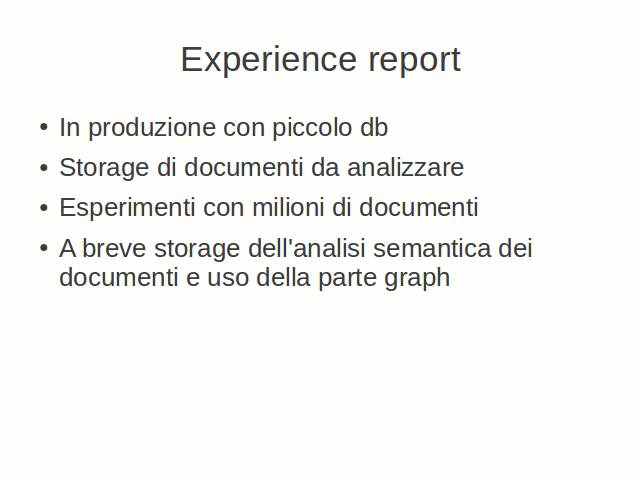 Experience report
• In produzione con piccolo db
• Storage di documenti da analizzare
• Esperimenti con milioni di documenti
• A breve storage dell'analisi semantica dei
documenti e uso della parte graph